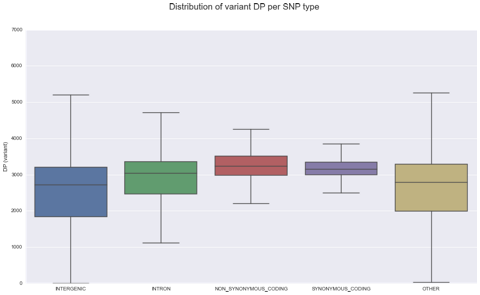 Distribution of variant DP per SNP type
7000
6000
5000
4000
3000
2000
1000
0
DP (variant)
INTERGENIC INTRON NON_SYNONYMOUS_CODING SYNONYMOUS_CODING OTHER